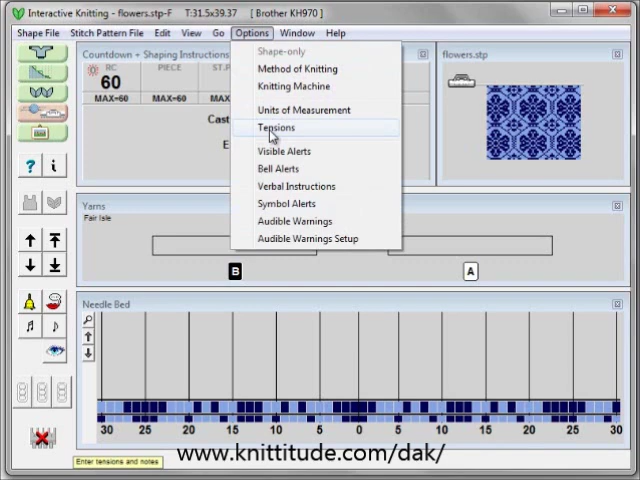 Interactive Knitting - flowers.stp-F T:31.5x39.37 [ Brother KH970 ]
Shape File Stitch Pattern File Edit View Go Options Window Help
Countdown + Shaping Instructions
flowers.stp
RC PIECE ST.P
60
MAX=60 MAX=60 MAX
Cast
E
Shape-only
Method of Knitting
Knitting Machine
Units of Measurement
Tensions
Visible Alerts
Bell Alerts
Verbal Instructions
Symbol Alerts
Audible Warnings
Audible Warnings Setup
Yarns
Fair Isle
B A
Needle Bed
30 25 20 15 10 5 0 5 10 15 20 25 30
www.knittitude.com/dak/
Enter tensions and notes